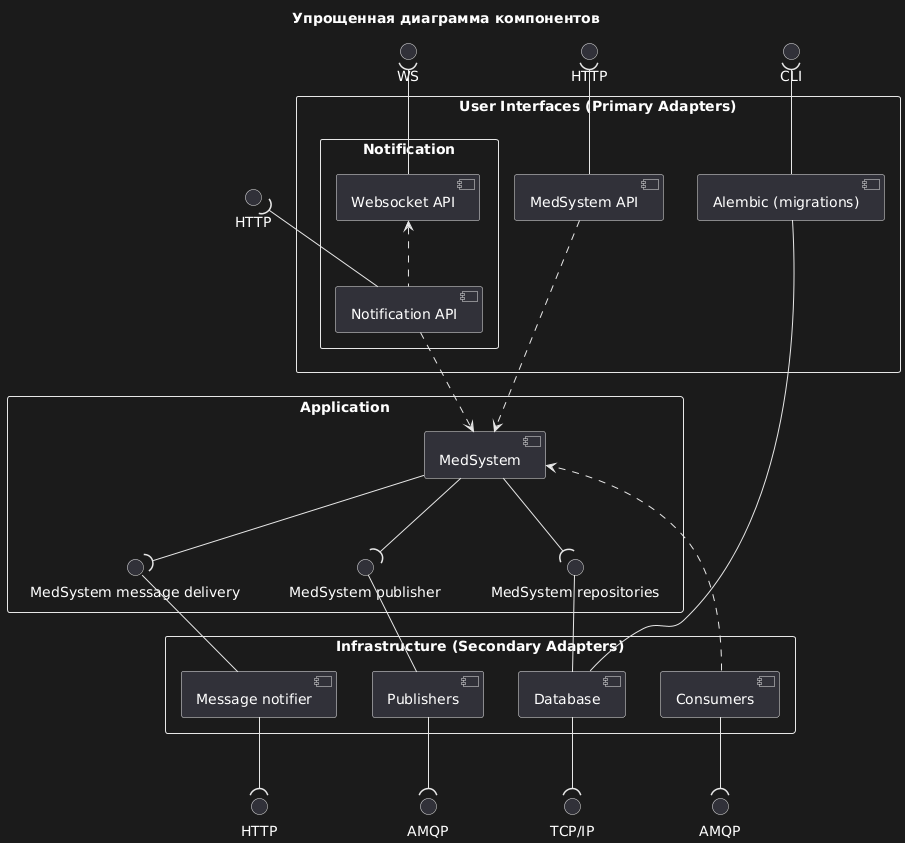 Упрощенная диаграмма компонентов
WS
HTTP
CLI
User Interfaces (Primary Adapters)
Notification
Websocket API
MedSystem API
Alembic (migrations)
HTTP
Notification API
Application
MedSystem
MedSystem message delivery
MedSystem publisher
MedSystem repositories
Infrastructure (Secondary Adapters)
Message notifier
Publishers
Database
Consumers
HTTP
AMQP
TCP/IP
AMQP